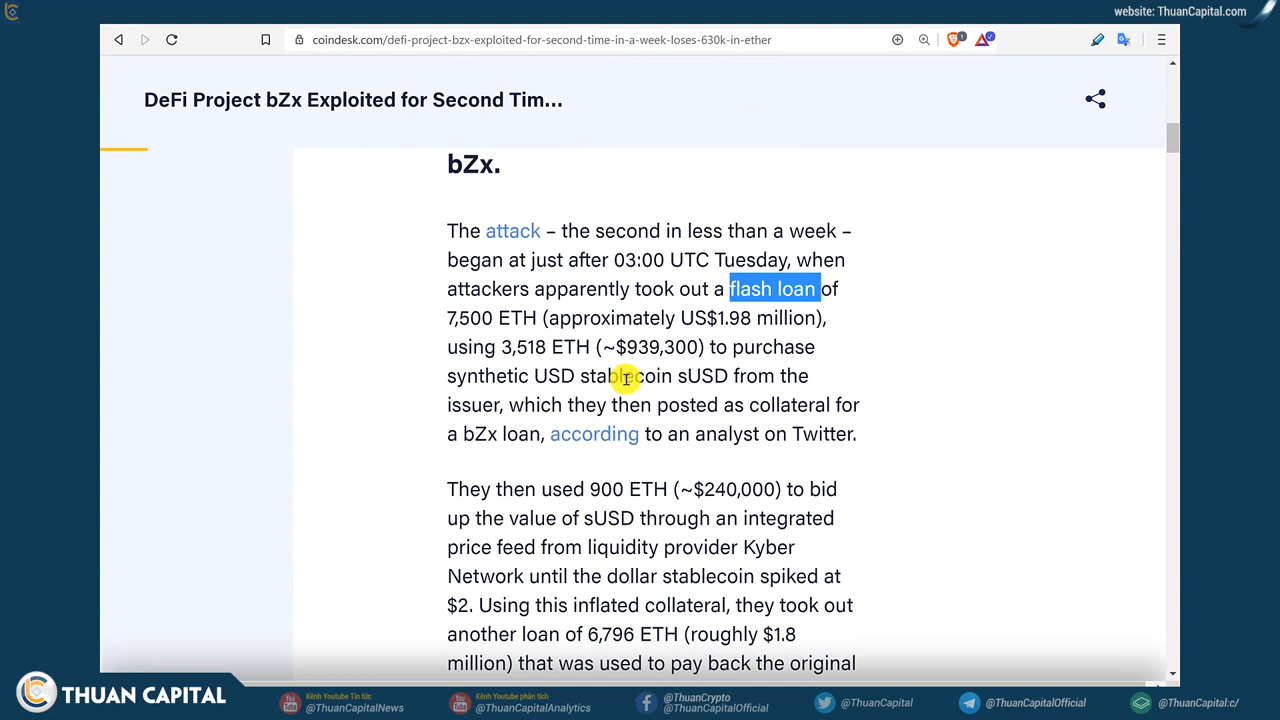 website: ThuanCapital.com
coindesk.com/defi-project-bzx-exploited-for-second-time-in-a-week-loses-630k-in-ether
1
DeFi Project bZx Exploited for Second Tim...
bZx.
The attack – the second in less than a week –
began at just after 03:00 UTC Tuesday, when
attackers apparently took out a flash loan of
7,500 ETH (approximately US$1.98 million),
using 3,518 ETH (~$939,300) to purchase
synthetic USD stablecoin sUSD from the
issuer, which they then posted as collateral for
a bZx loan, according to an analyst on Twitter.
They then used 900 ETH (~$240,000) to bid
up the value of sUSD through an integrated
price feed from liquidity provider Kyber
Network until the dollar stablecoin spiked at
$2. Using this inflated collateral, they took out
another loan of 6,796 ETH (roughly $1.8
million) that was used to pay back the original
THUAN CAPITAL
You Tube
Kênh Youtube Tin tức
@ThuanCapitalNews
You Tube
Kênh Youtube phân tích
@ThuanCapitalAnalytics
@ThuanCrypto
@ThuanCapitalOfficial
@ThuanCapital
@ThuanCapitalOfficial
@ThuanCapital:c/